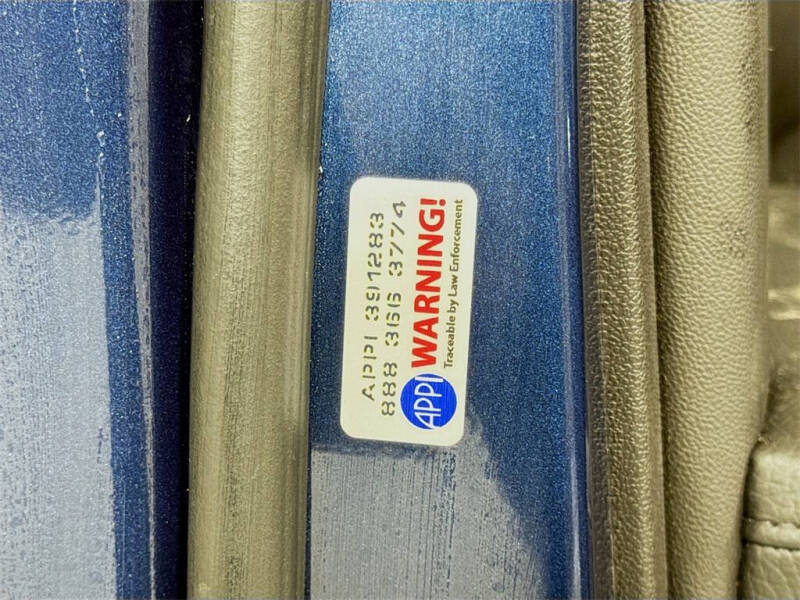 APPI 391283
888 366 3774
APPI WARNING!
Traceable by Law Enforcement